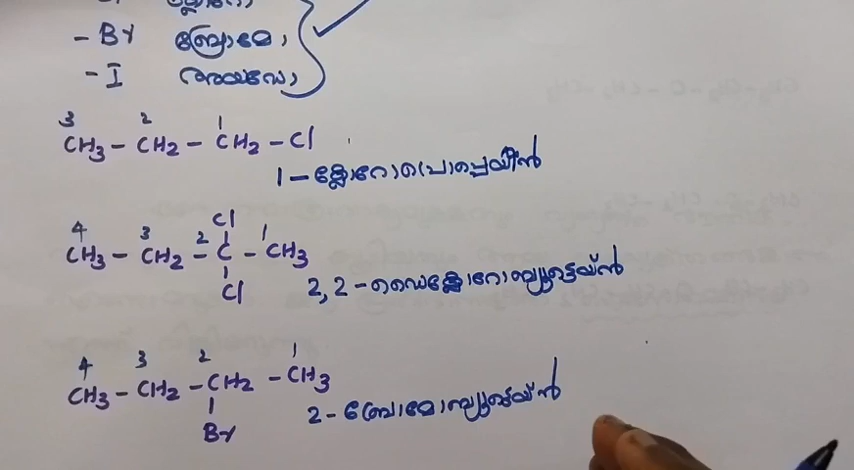 - Br ബ്രോമോ
- I അയഡോ
3 2 1
CH3 - CH2 - CH2 - Cl
1 - ക്ലോറോപ്രൊപ്പെയ്ൻ
Cl
4 3 2 1
CH3 - CH2 - C - CH3
Cl
2, 2 - ഡൈക്ലോറോബ്യൂട്ടെയ്ൻ
4 3 2 1
CH3 - CH2 - CH2 - CH3
Br
2 - ബ്രോമോബ്യൂട്ടെയ്ൻ